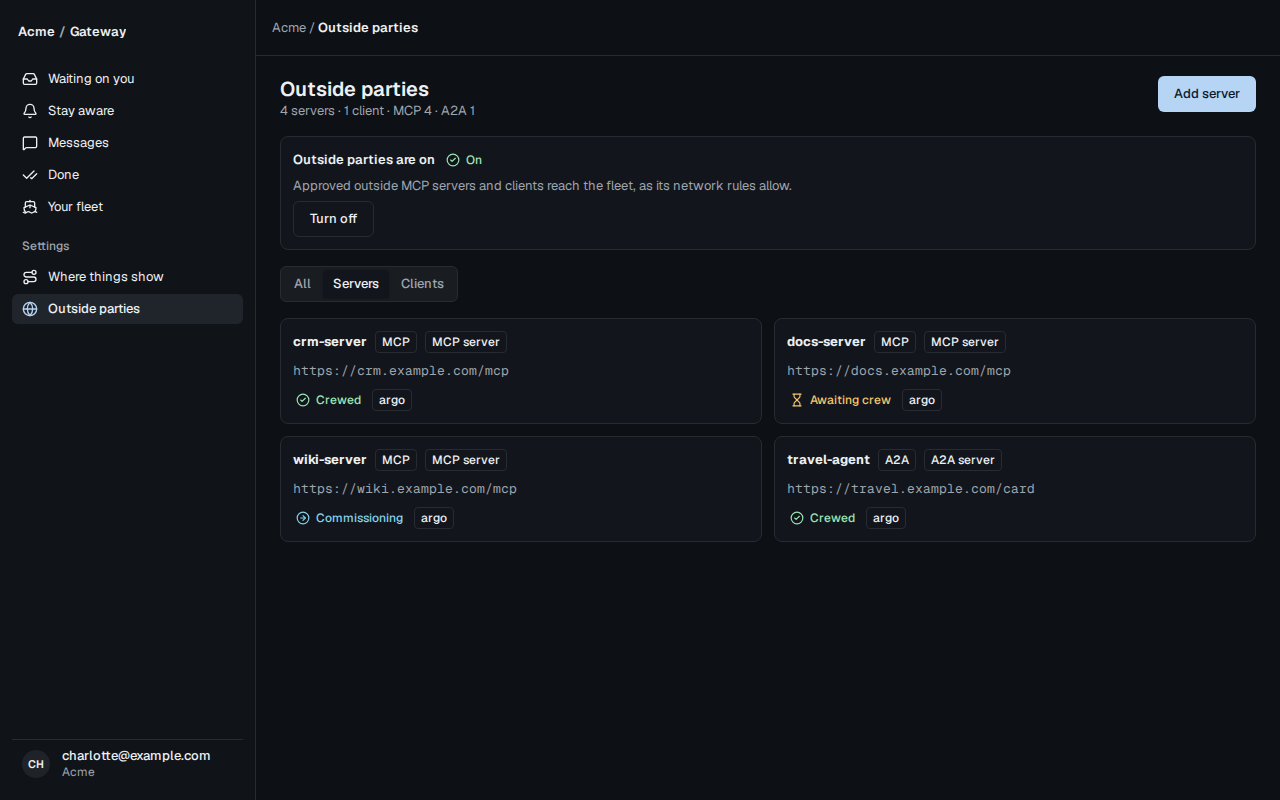 Acme / Gateway
Waiting on you
Stay aware
Messages
Done
Your fleet
Settings
Where things show
Outside parties
CH
charlotte@example.com
Acme
Acme / Outside parties
Outside parties
4 servers · 1 client · MCP 4 · A2A 1
Add server
Outside parties are on On
Approved outside MCP servers and clients reach the fleet, as its network rules allow.
Turn off
All Servers Clients
crm-server MCP MCP server
https://crm.example.com/mcp
Crewed argo
docs-server MCP MCP server
https://docs.example.com/mcp
Awaiting crew argo
wiki-server MCP MCP server
https://wiki.example.com/mcp
Commissioning argo
travel-agent A2A A2A server
https://travel.example.com/card
Crewed argo